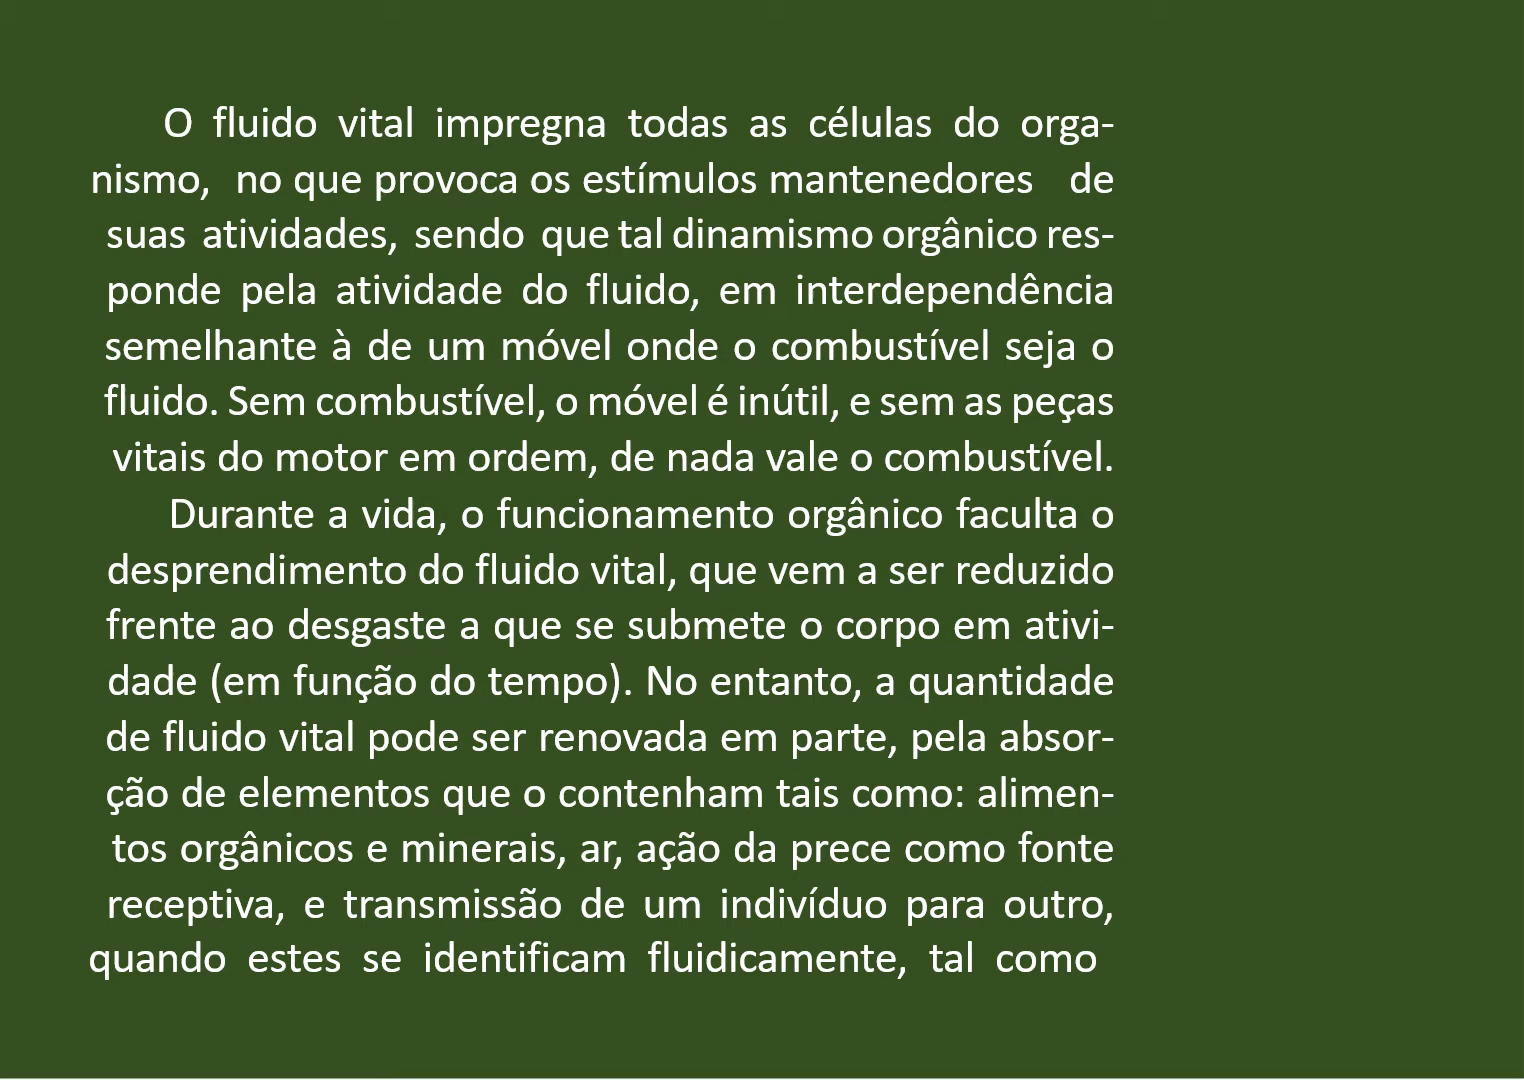 O fluido vital impregna todas as células do orga-
nismo, no que provoca os estímulos mantenedores de
suas atividades, sendo que tal dinamismo orgânico res-
ponde pela atividade do fluido, em interdependência
semelhante à de um móvel onde o combustível seja o
fluido. Sem combustível, o móvel é inútil, e sem as peças
vitais do motor em ordem, de nada vale o combustível.
Durante a vida, o funcionamento orgânico faculta o
desprendimento do fluido vital, que vem a ser reduzido
frente ao desgaste a que se submete o corpo em ativi-
dade (em função do tempo). No entanto, a quantidade
de fluido vital pode ser renovada em parte, pela absor-
ção de elementos que o contenham tais como: alimen-
tos orgânicos e minerais, ar, ação da prece como fonte
receptiva, e transmissão de um indivíduo para outro,
quando estes se identificam fluidicamente, tal como